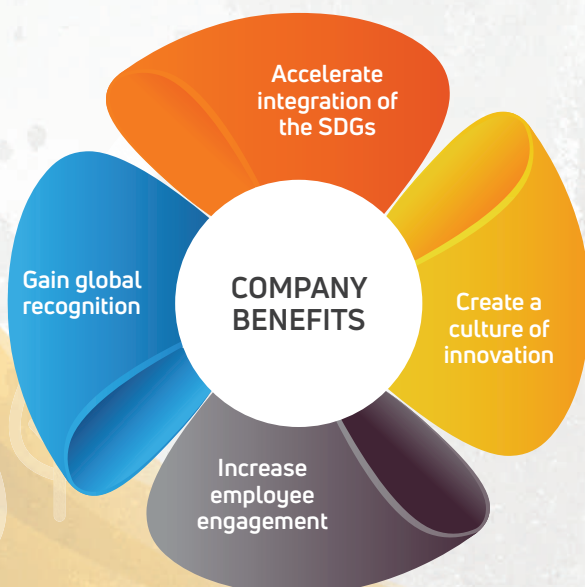 Accelerate
integration of
the SDGs
Gain global
recognition
COMPANY
BENEFITS
Create a
culture of
innovation
Increase
employee
engagement